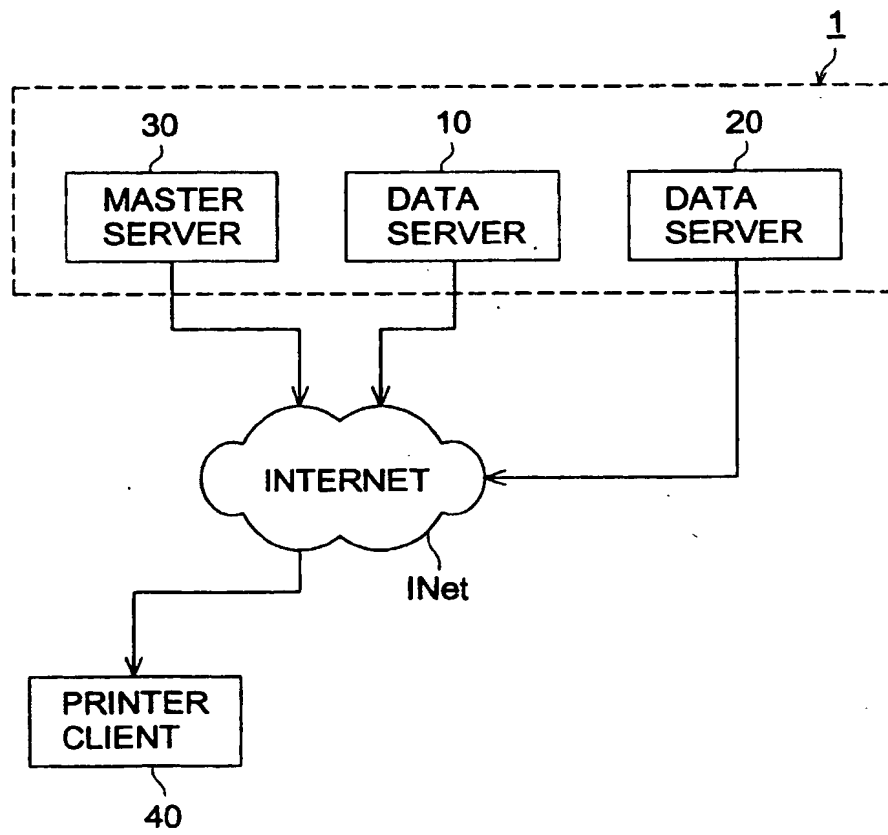 1
30
10
20
MASTER
SERVER
DATA
SERVER
DATA
SERVER
INTERNET
INet
PRINTER
CLIENT
40